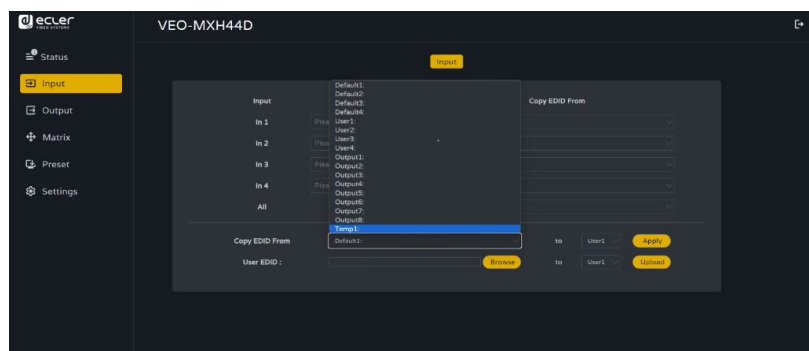 ecler
VIDEO SYSTEMS
VEO-MXH44D
Status
Input
Output
Matrix
Preset
Settings
Input
Input
Copy EDID From
In 1
In 2
In 3
In 4
All
Default1:
Default2:
Default3:
Default4:
User1:
User2:
User3:
User4:
Output1:
Output2:
Output3:
Output4:
Output5:
Output6:
Output7:
Output8:
Temp1:
Copy EDID From Default1: to User1 Apply
User EDID : Browse to User1 Upload